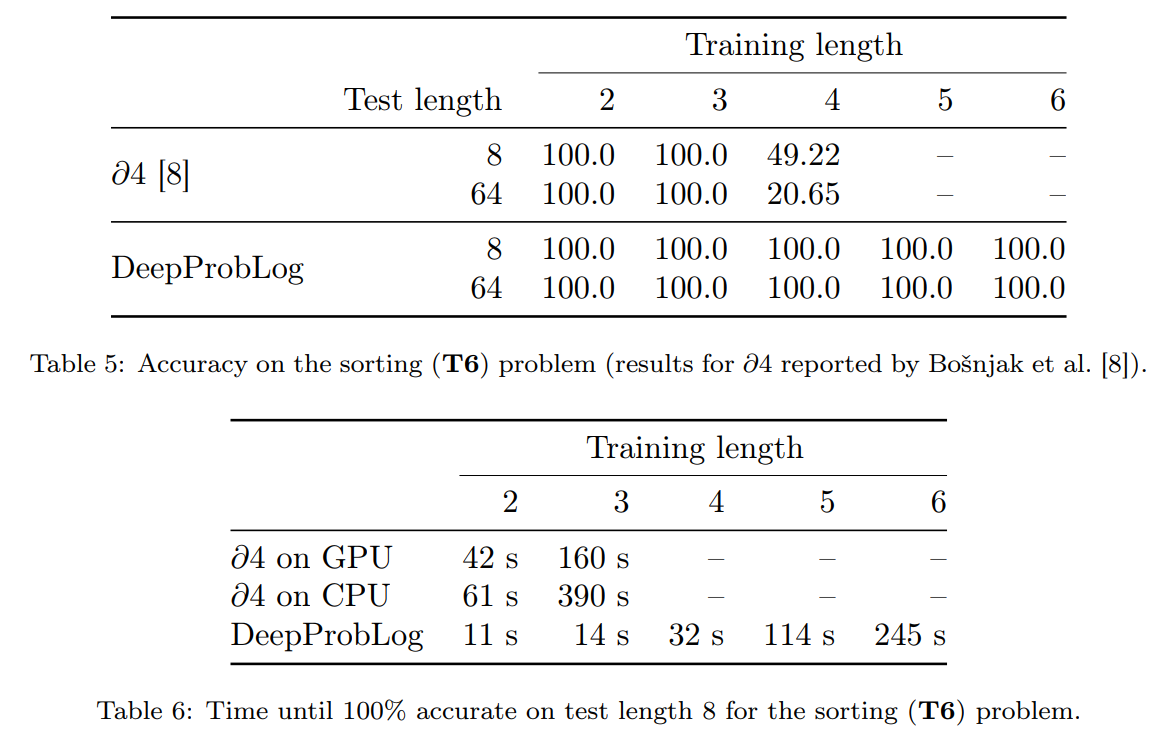 Training length
Test length 2 3 4 5 6
∂4 [8] 8 100.0 100.0 49.22 – –
64 100.0 100.0 20.65 – –
DeepProbLog 8 100.0 100.0 100.0 100.0 100.0
64 100.0 100.0 100.0 100.0 100.0
Table 5: Accuracy on the sorting (T6) problem (results for ∂4 reported by Bošnjak et al. [8]).
Training length
2 3 4 5 6
∂4 on GPU 42 s 160 s – – –
∂4 on CPU 61 s 390 s – – –
DeepProbLog 11 s 14 s 32 s 114 s 245 s
Table 6: Time until 100% accurate on test length 8 for the sorting (T6) problem.